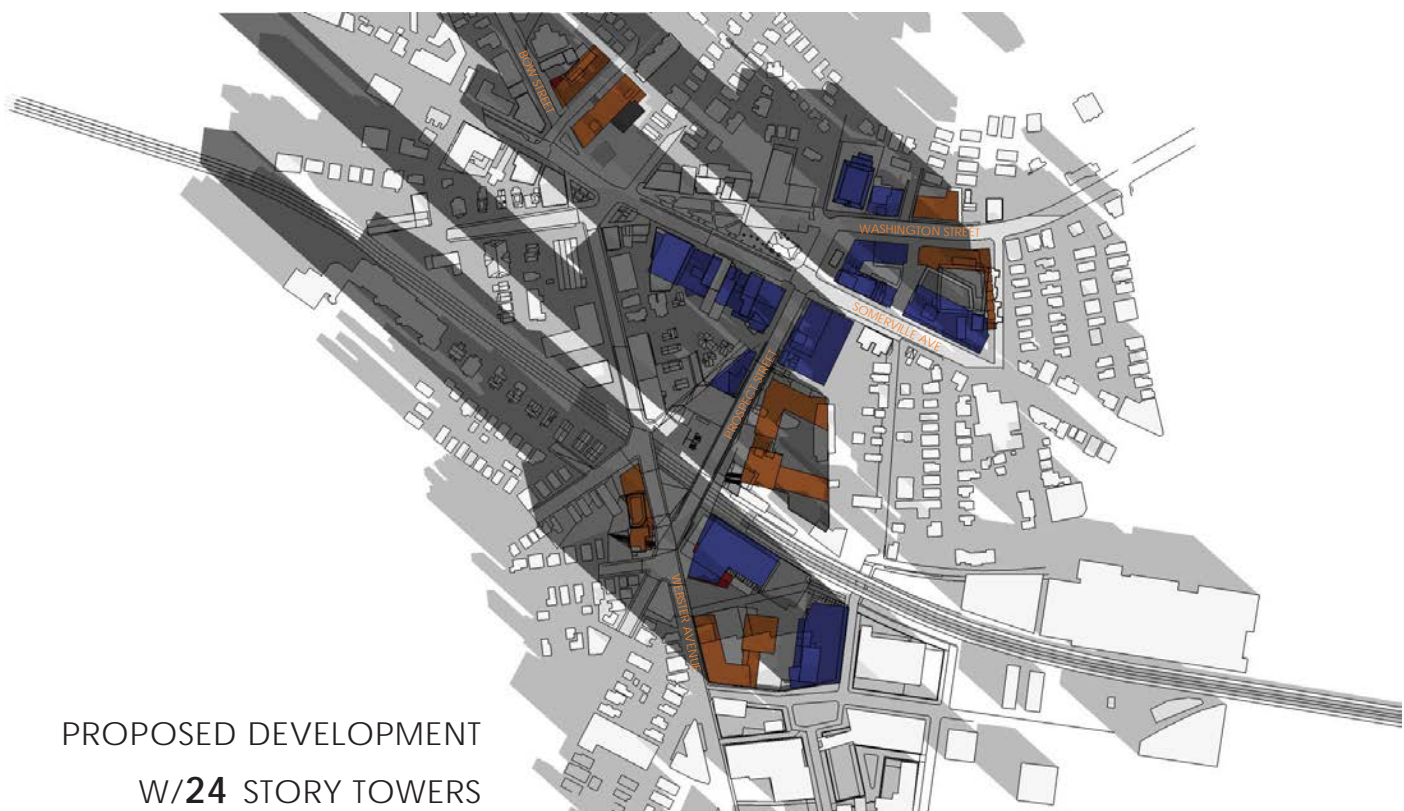 BOW STREET
WASHINGTON STREET
SOMERVILLE AVE
PROSPECT STREET
WEBSTER AVENUE
PROPOSED DEVELOPMENT
W/24 STORY TOWERS